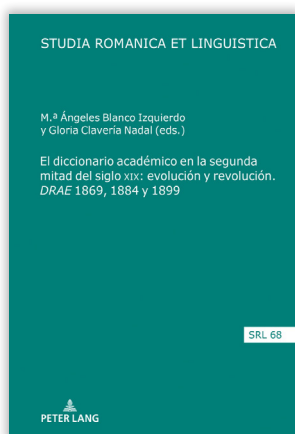 STUDIA ROMANICA ET LINGUISTICA
M.ª Ángeles Blanco Izquierdo
y Gloria Clavería Nadal (eds.)
El diccionario académico en la segunda
mitad del siglo XIX: evolución y revolución.
DRAE 1869, 1884 y 1899
SRL 68
PETER LANG